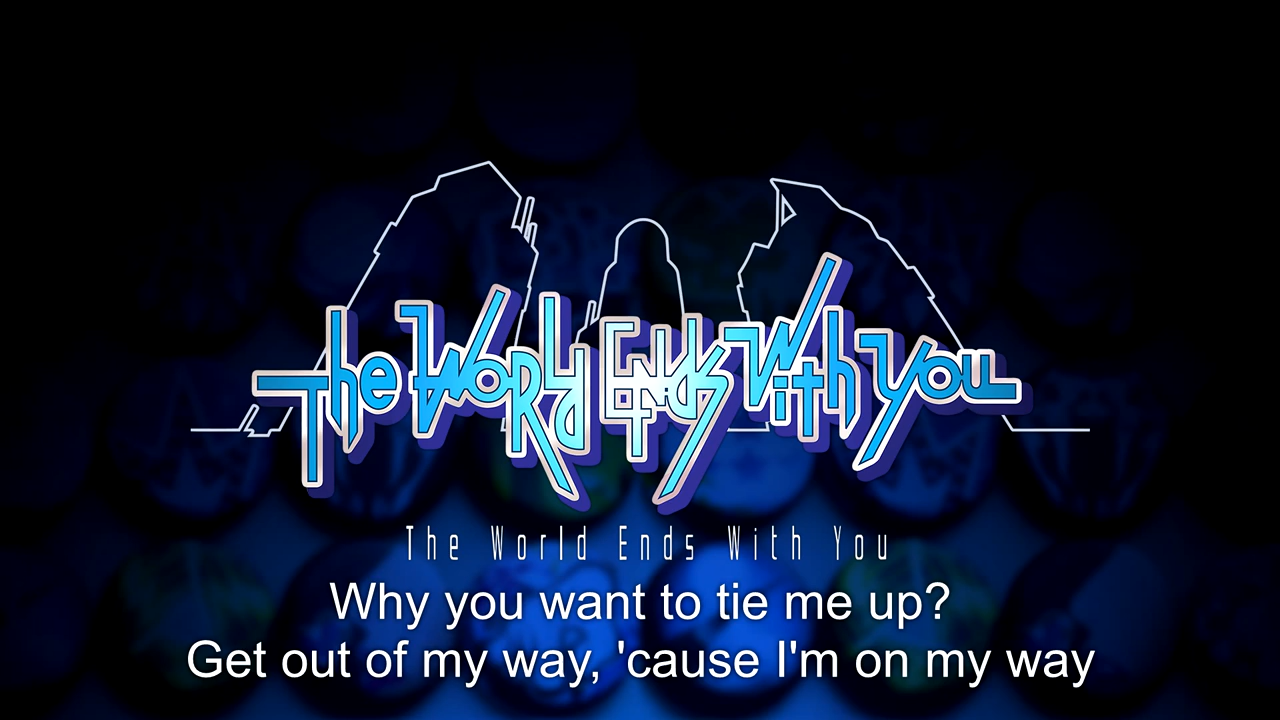 The World Ends With You
The World Ends With You
Why you want to tie me up?
Get out of my way, 'cause I'm on my way